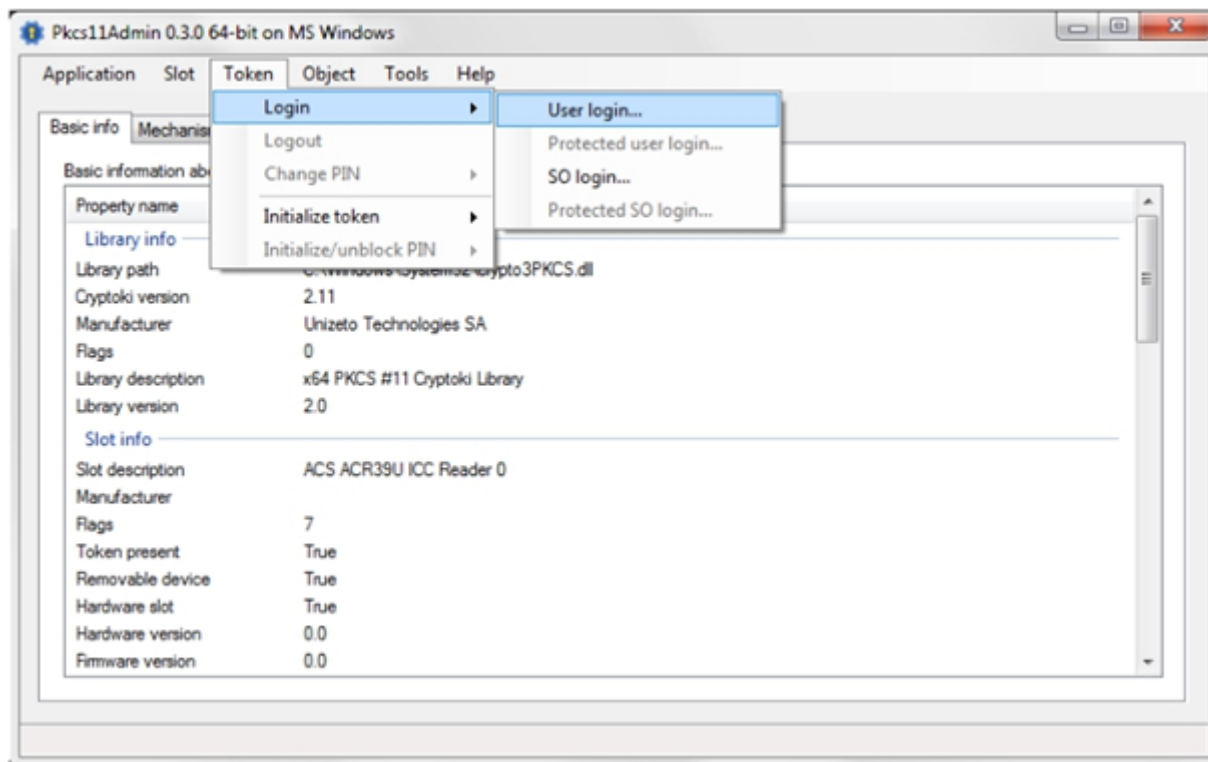 Pkcs11Admin 0.3.0 64-bit on MS Windows
Application Slot Token Object Tools Help
Login User login...
Basic info
Logout Protected user login...
Change PIN SO login...
Basic information
Property name Initialize token Protected SO login...
Library info Initialize/unblock PIN
Library path C:\Windows\System32\Crypto3PKCS.dll
Cryptoki version 2.11
Manufacturer Unizeto Technologies SA
Flags 0
Library description x64 PKCS #11 Cryptoki Library
Library version 2.0
Slot info
Slot description ACS ACR39U ICC Reader 0
Manufacturer
Flags 7
Token present True
Removable device True
Hardware slot True
Hardware version 0.0
Firmware version 0.0